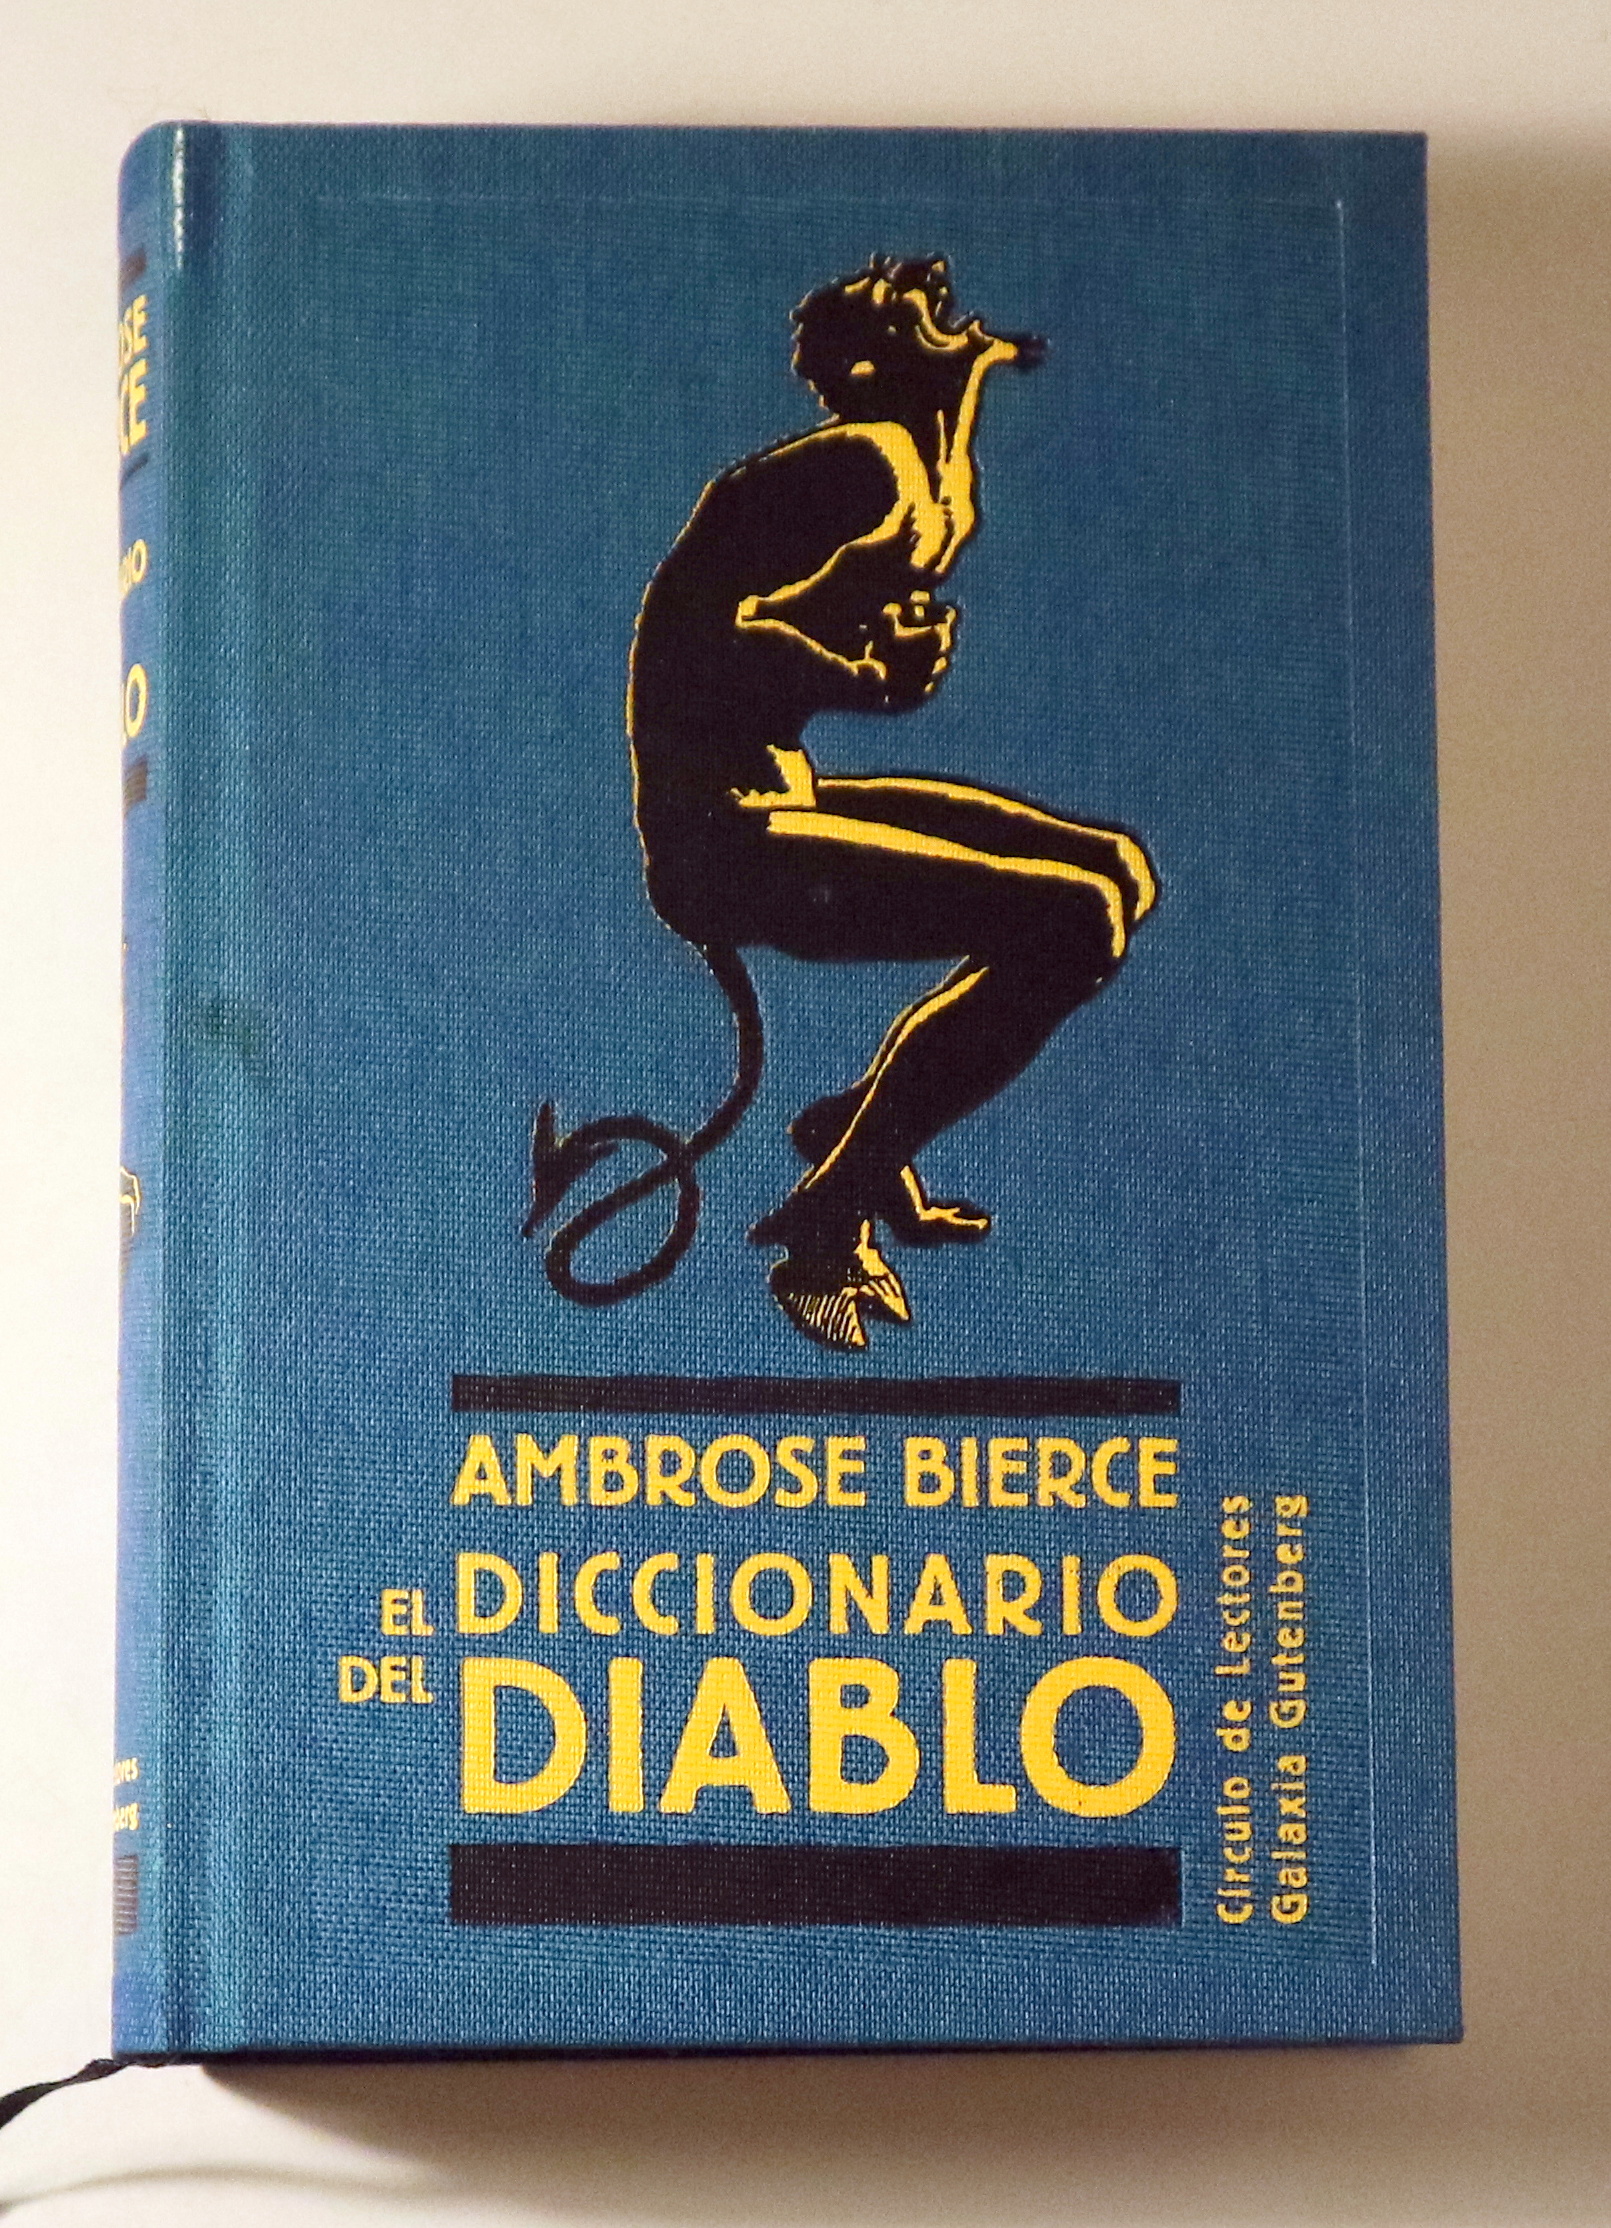 AMBROSE BIERCE
EL DICCIONARIO
DEL DIABLO
Círculo de Lectores
Galaxia Gutenberg